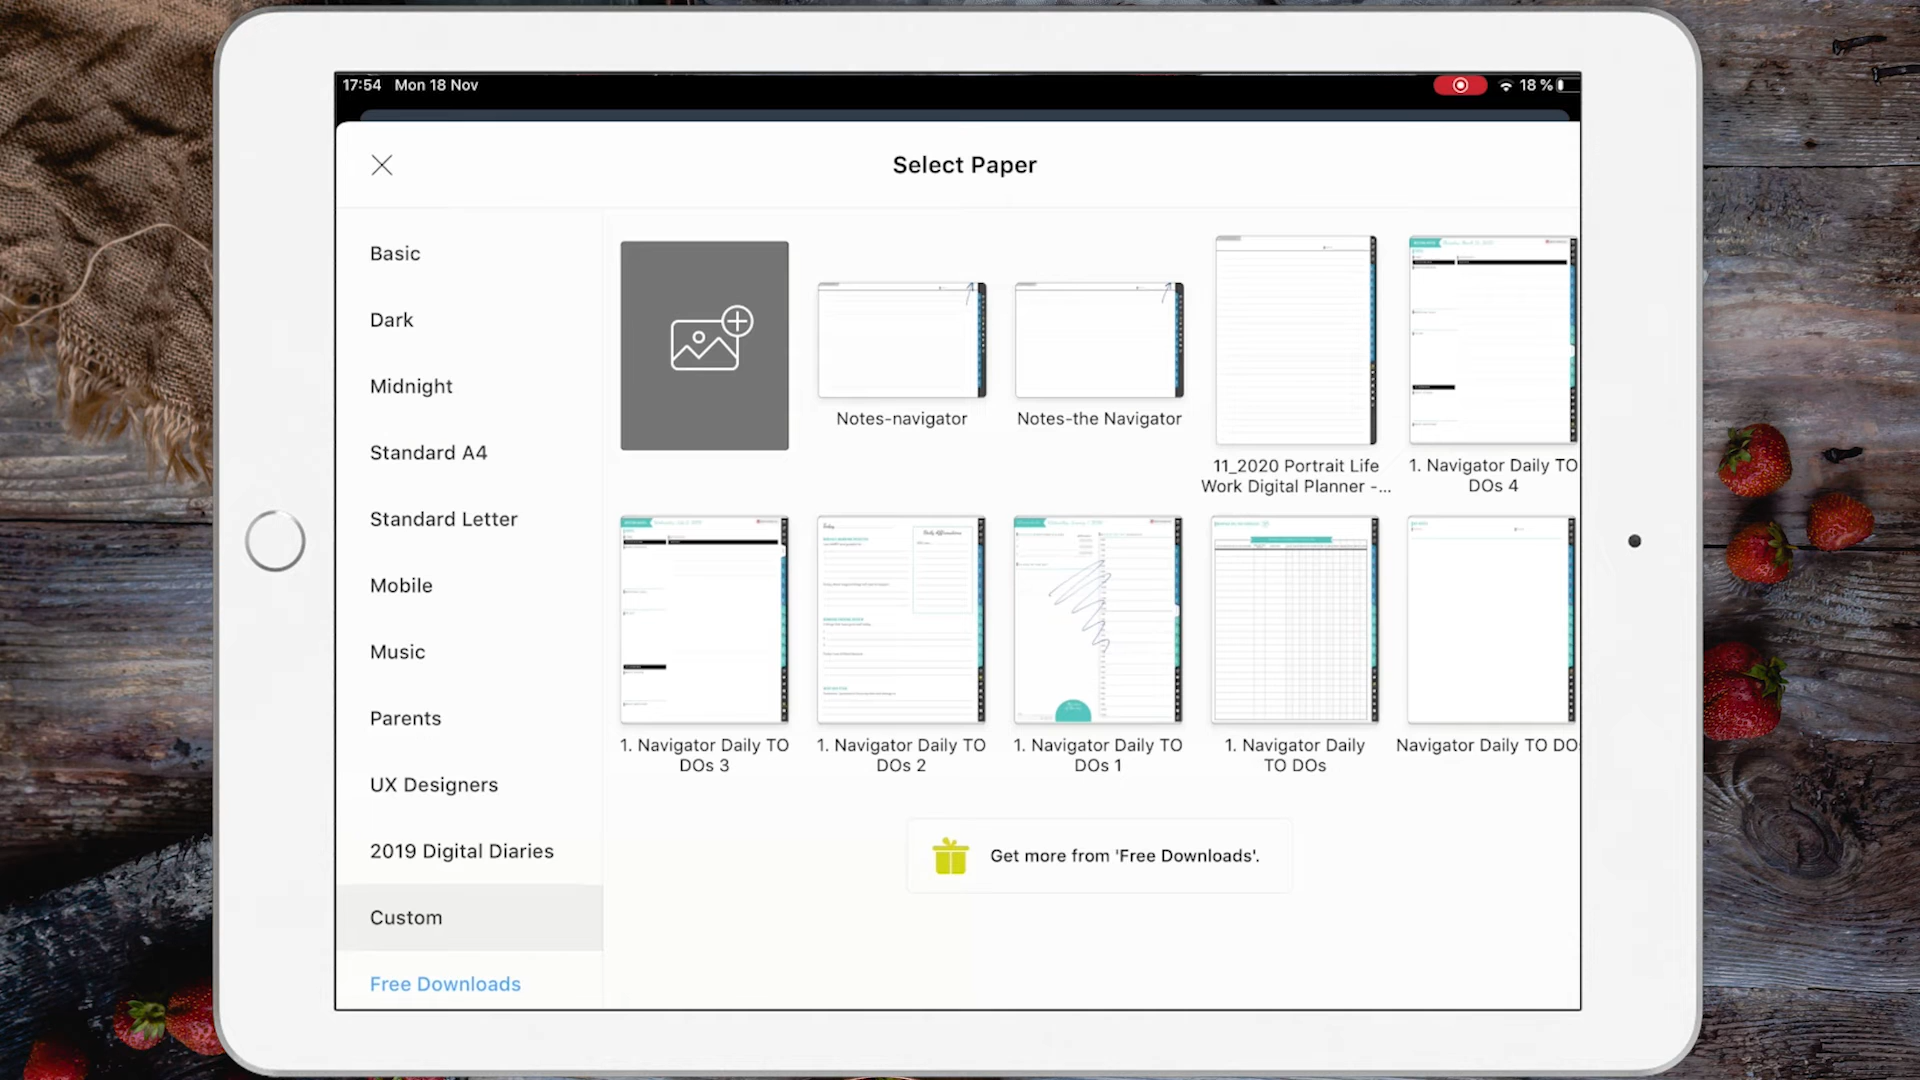 17:54 Mon 18 Nov
18 %
Select Paper
Basic
Dark
Midnight
Standard A4
Standard Letter
Mobile
Music
Parents
UX Designers
2019 Digital Diaries
Custom
Free Downloads
Notes-navigator
Notes-the Navigator
11_2020 Portrait Life
Work Digital Planner -...
1. Navigator Daily TO
DOs 4
1. Navigator Daily TO
DOs 3
1. Navigator Daily TO
DOs 2
1. Navigator Daily TO
DOs 1
1. Navigator Daily
TO DOs
Navigator Daily TO DO
Daily Affirmations
Get more from 'Free Downloads'.